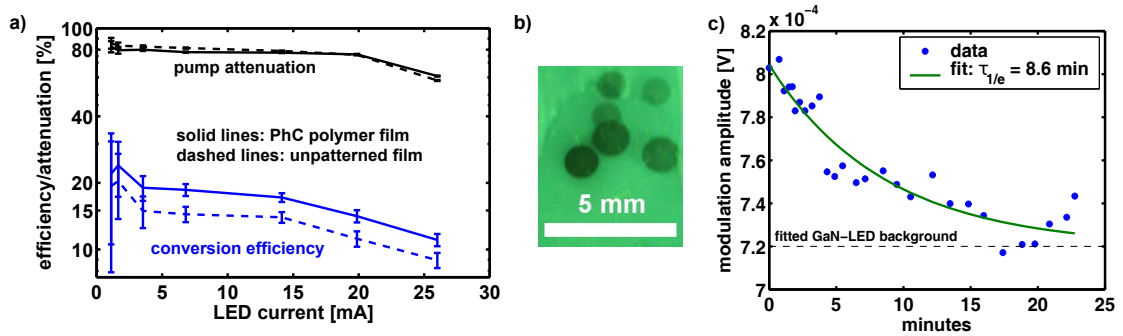 a)
efficiency/attenuation [%]
100
80
40
20
15
10
pump attenuation
solid lines: PhC polymer film
dashed lines: unpatterned film
conversion efficiency
0 5 10 15 20 25 30
LED current [mA]
b)
5 mm
c)
x 10⁻⁴
modulation amplitude [V]
8.2
8
7.8
7.6
7.4
7.2
7
data
fit: τ1/e = 8.6 min
fitted GaN−LED background
0 5 10 15 20 25
minutes